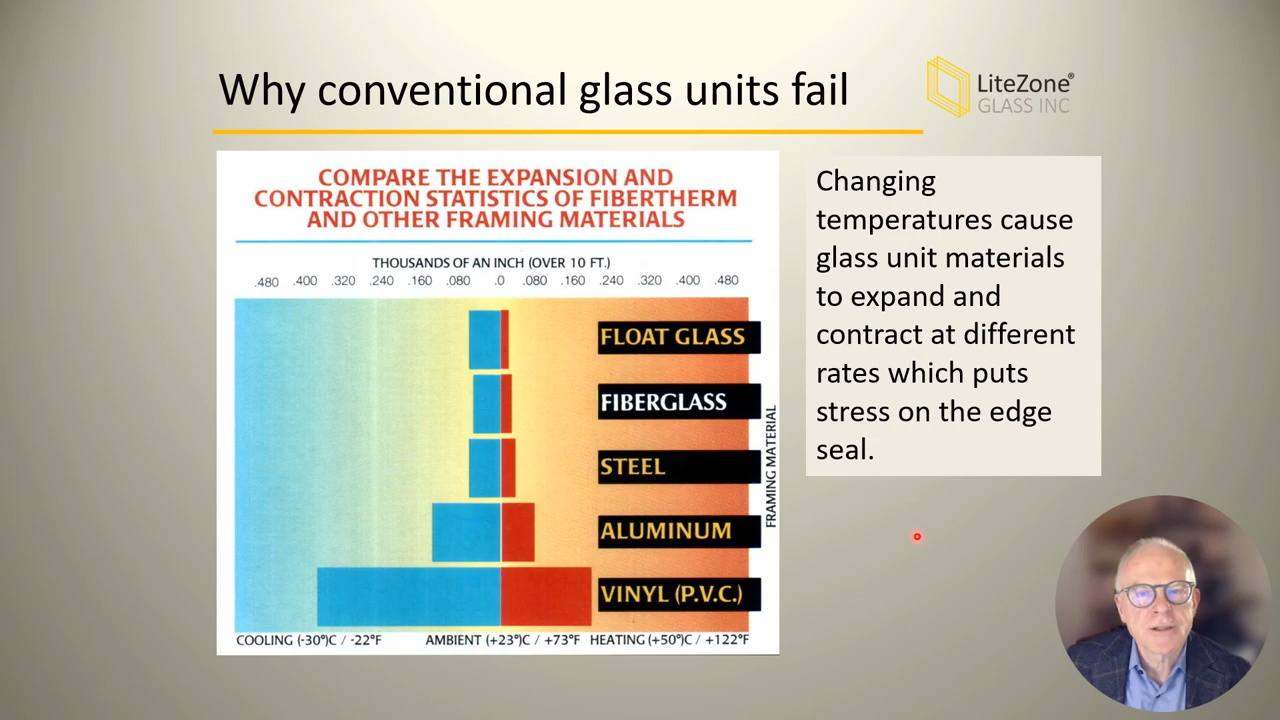 Why conventional glass units fail
LiteZone®
GLASS INC.
COMPARE THE EXPANSION AND
CONTRACTION STATISTICS OF FIBERTHERM
AND OTHER FRAMING MATERIALS
THOUSANDS OF AN INCH (OVER 10 FT.)
.480 .400 .320 .240 .160 .080 .0 .080 .160 .240 .320 .400 .480
FLOAT GLASS
FIBERGLASS
STEEL
ALUMINUM
VINYL (P.V.C.)
FRAMING MATERIAL
COOLING (-30°)C / -22°F AMBIENT (+23°)C / +73°F HEATING (+50°)C / +122°F
Changing
temperatures cause
glass unit materials
to expand and
contract at different
rates which puts
stress on the edge
seal.